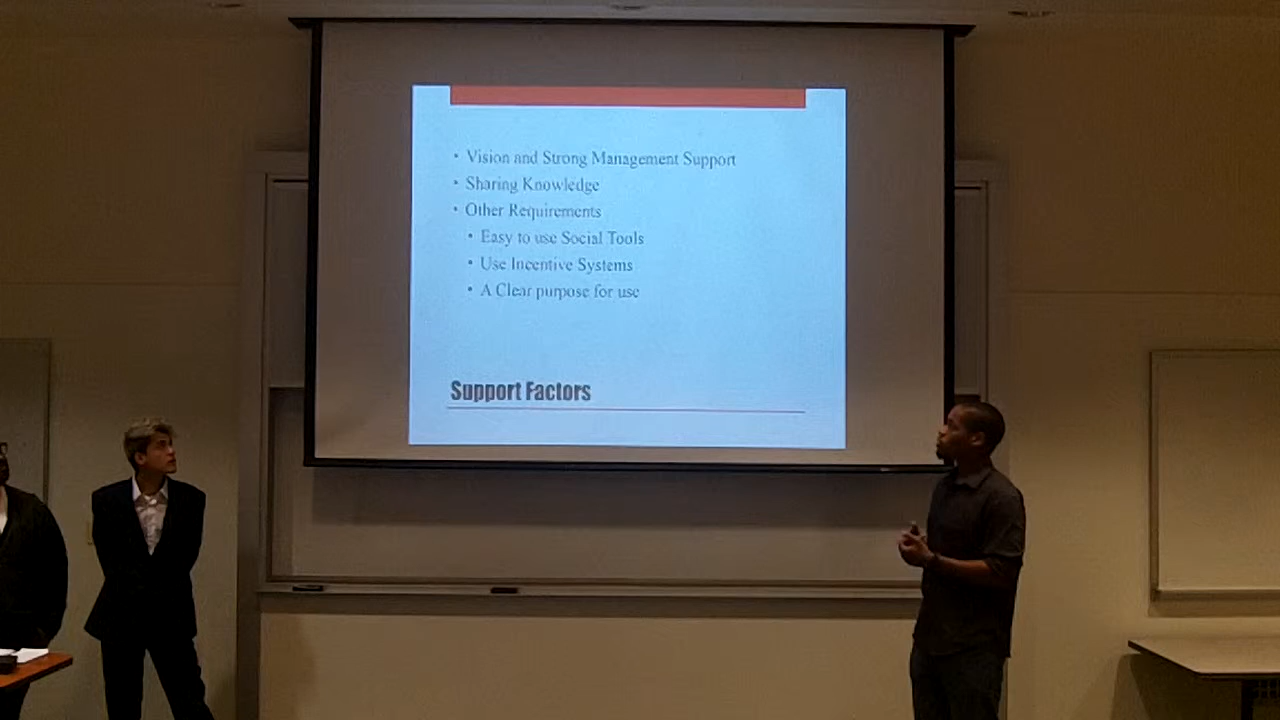 • Vision and Strong Management Support
• Sharing Knowledge
• Other Requirements
• Easy to use Social Tools
• Use Incentive Systems
• A Clear purpose for use
Support Factors